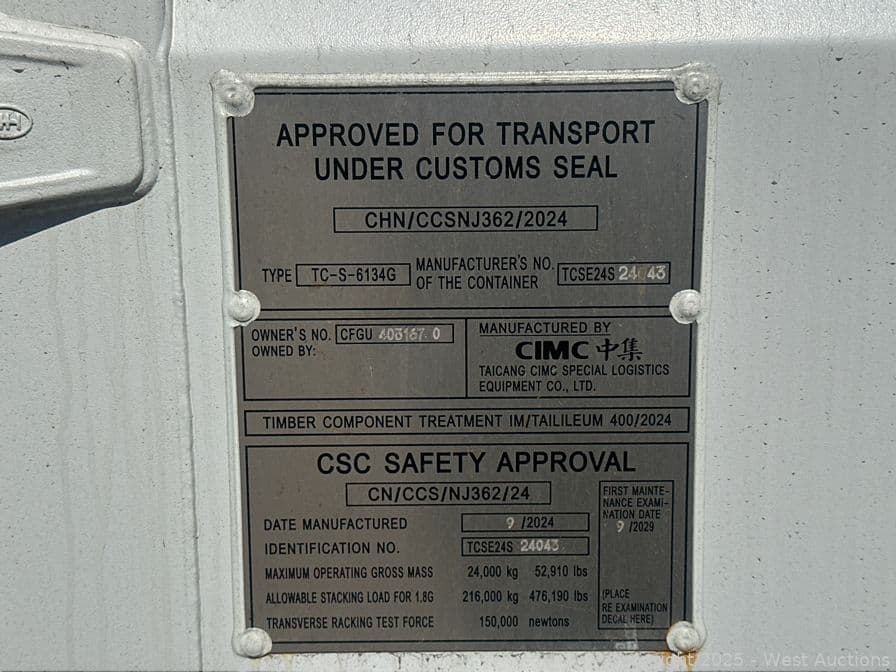 APPROVED FOR TRANSPORT
UNDER CUSTOMS SEAL
CHN/CCSNJ362/2024
TYPE TC-S-6134G MANUFACTURER'S NO. OF THE CONTAINER TCSE24S 24043
OWNER'S NO. CFGU 403167 0
OWNED BY:
MANUFACTURED BY
CIMC 中集
TAICANG CIMC SPECIAL LOGISTICS
EQUIPMENT CO., LTD.
TIMBER COMPONENT TREATMENT IM/TAILILEUM 400/2024
CSC SAFETY APPROVAL
CN/CCS/NJ362/24
DATE MANUFACTURED 9 /2024
IDENTIFICATION NO. TCSE24S 24043
MAXIMUM OPERATING GROSS MASS 24,000 kg 52,910 lbs
ALLOWABLE STACKING LOAD FOR 1.8G 216,000 kg 476,190 lbs
TRANSVERSE RACKING TEST FORCE 150,000 newtons
FIRST MAINTE-
NANCE EXAMI-
NATION DATE
9 /2029
(PLACE
RE EXAMINATION
DECAL HERE)
2025 - West Auctions